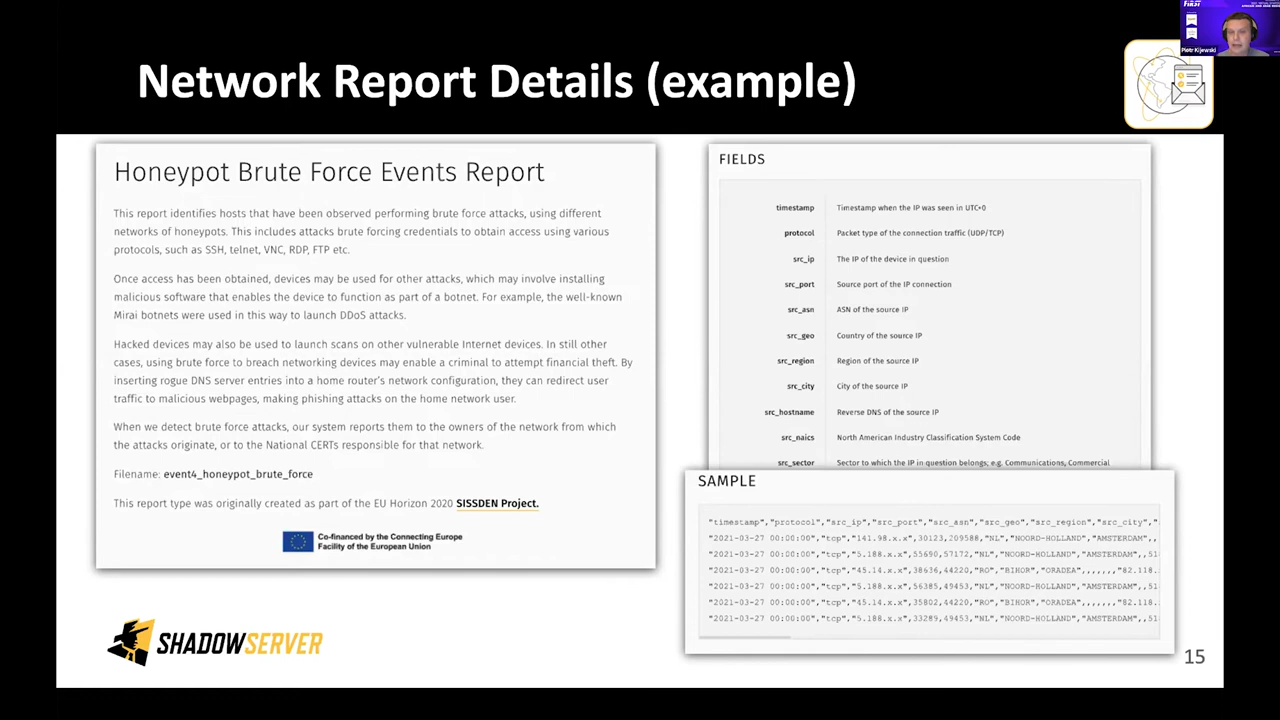 FIRST
Piotr Kijewski
Network Report Details (example)
Honeypot Brute Force Events Report
This report identifies hosts that have been observed performing brute force attacks, using different
networks of honeypots. This includes attacks brute forcing credentials to obtain access using various
protocols, such as SSH, telnet, VNC, RDP, FTP etc.
Once access has been obtained, devices may be used for other attacks, which may involve installing
malicious software that enables the device to function as part of a botnet. For example, the well-known
Mirai botnets were used in this way to launch DDoS attacks.
Hacked devices may also be used to launch scans on other vulnerable Internet devices. In still other
cases, using brute force to breach networking devices may enable a criminal to attempt financial theft. By
inserting rogue DNS server entries into a home router's network configuration, they can redirect user
traffic to malicious webpages, making phishing attacks on the home network user.
When we detect brute force attacks, our system reports them to the owners of the network from which
the attacks originate, or to the National CERTs responsible for that network.
Filename: event4_honeypot_brute_force
This report type was originally created as part of the EU Horizon 2020 SISSDEN Project.
Co-financed by the Connecting Europe
Facility of the European Union
FIELDS
timestamp Timestamp when the IP was seen in UTC+0
protocol Packet type of the connection traffic (UDP/TCP)
src_ip The IP of the device in question
src_port Source port of the IP connection
src_asn ASN of the source IP
src_geo Country of the source IP
src_region Region of the source IP
src_city City of the source IP
src_hostname Reverse DNS of the source IP
src_naics North American Industry Classification System Code
src_sector Sector to which the IP in question belongs; e.g. Communications, Commercial
SAMPLE
"timestamp","protocol","src_ip","src_port","src_asn","src_geo","src_region","src_city","
"2021-03-27 00:00:00","tcp","141.98.x.x",30123,209588,"NL","NOORD-HOLLAND","AMSTERDAM",,
"2021-03-27 00:00:00","tcp","5.188.x.x",55690,57172,"NL","NOORD-HOLLAND","AMSTERDAM",,51
"2021-03-27 00:00:00","tcp","45.14.x.x",38636,44220,"RO","BIHOR","ORADEA",,,,,,"82.118.
"2021-03-27 00:00:00","tcp","5.188.x.x",56385,49453,"NL","NOORD-HOLLAND","AMSTERDAM",,51
"2021-03-27 00:00:00","tcp","45.14.x.x",35802,44220,"RO","BIHOR","ORADEA",,,,,,"82.118.
"2021-03-27 00:00:00","tcp","5.188.x.x",33289,49453,"NL","NOORD-HOLLAND","AMSTERDAM",,51
SHADOWSERVER
15